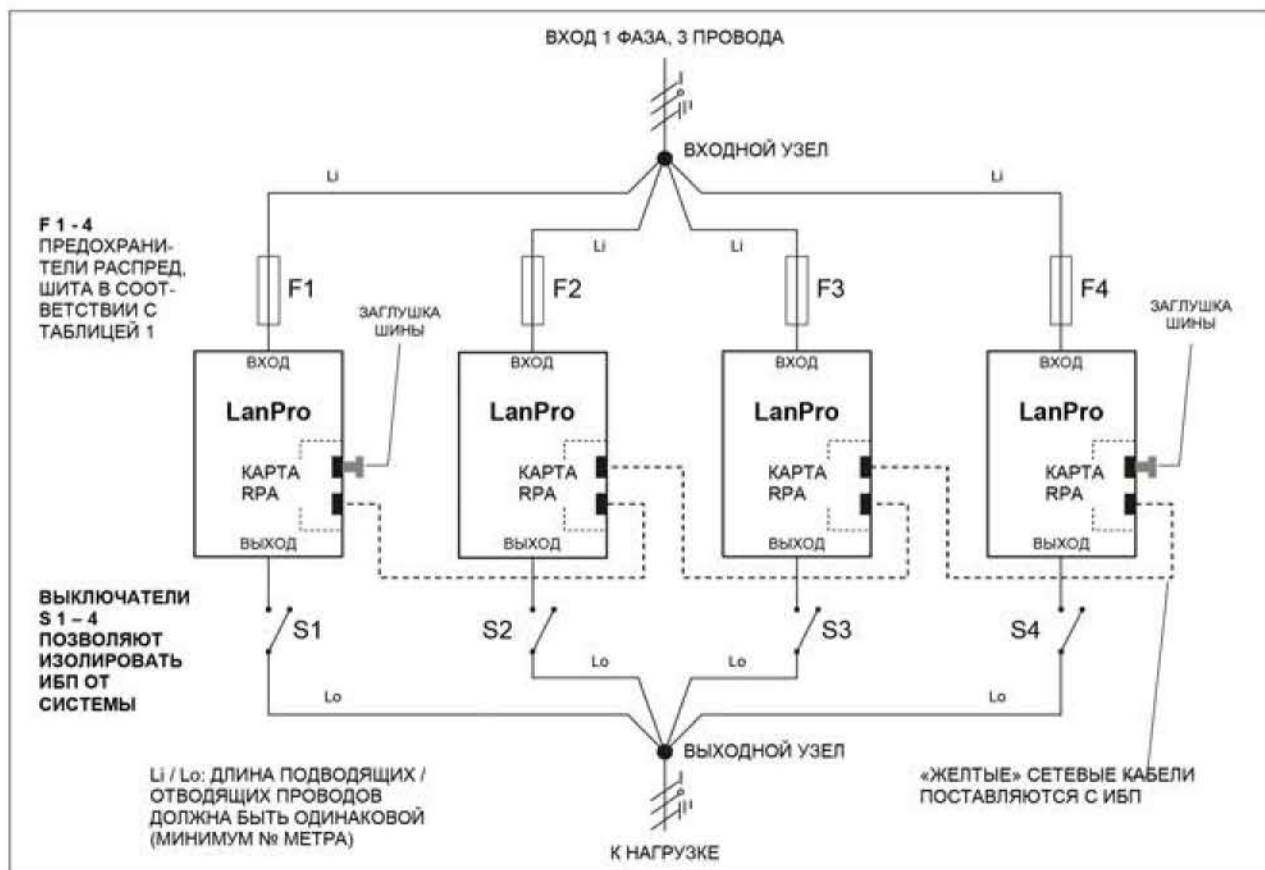 ВХОД 1 ФАЗА, 3 ПРОВОДА
ВХОДНОЙ УЗЕЛ
Li
Li
Li
Li
F 1 - 4
ПРЕДОХРАНИ-
ТЕЛИ РАСПРЕД,
ШИТА В СООТ-
ВЕТСТВИИ С
ТАБЛИЦЕЙ 1
F1
F2
F3
F4
ЗАГЛУШКА
ШИНЫ
ЗАГЛУШКА
ШИНЫ
ВХОД
ВХОД
ВХОД
ВХОД
LanPro
LanPro
LanPro
LanPro
КАРТА
RPA
КАРТА
RPA
КАРТА
RPA
КАРТА
RPA
ВЫХОД
ВЫХОД
ВЫХОД
ВЫХОД
ВЫКЛЮЧАТЕЛИ
S 1 – 4
ПОЗВОЛЯЮТ
ИЗОЛИРОВАТЬ
ИБП ОТ
СИСТЕМЫ
S1
S2
S3
S4
Lo
Lo
Lo
Lo
ВЫХОДНОЙ УЗЕЛ
Li / Lo: ДЛИНА ПОДВОДЯЩИХ /
ОТВОДЯЩИХ ПРОВОДОВ
ДОЛЖНА БЫТЬ ОДИНАКОВОЙ
(МИНИМУМ № МЕТРА)
«ЖЕЛТЫЕ» СЕТЕВЫЕ КАБЕЛИ
ПОСТАВЛЯЮТСЯ С ИБП
К НАГРУЗКЕ